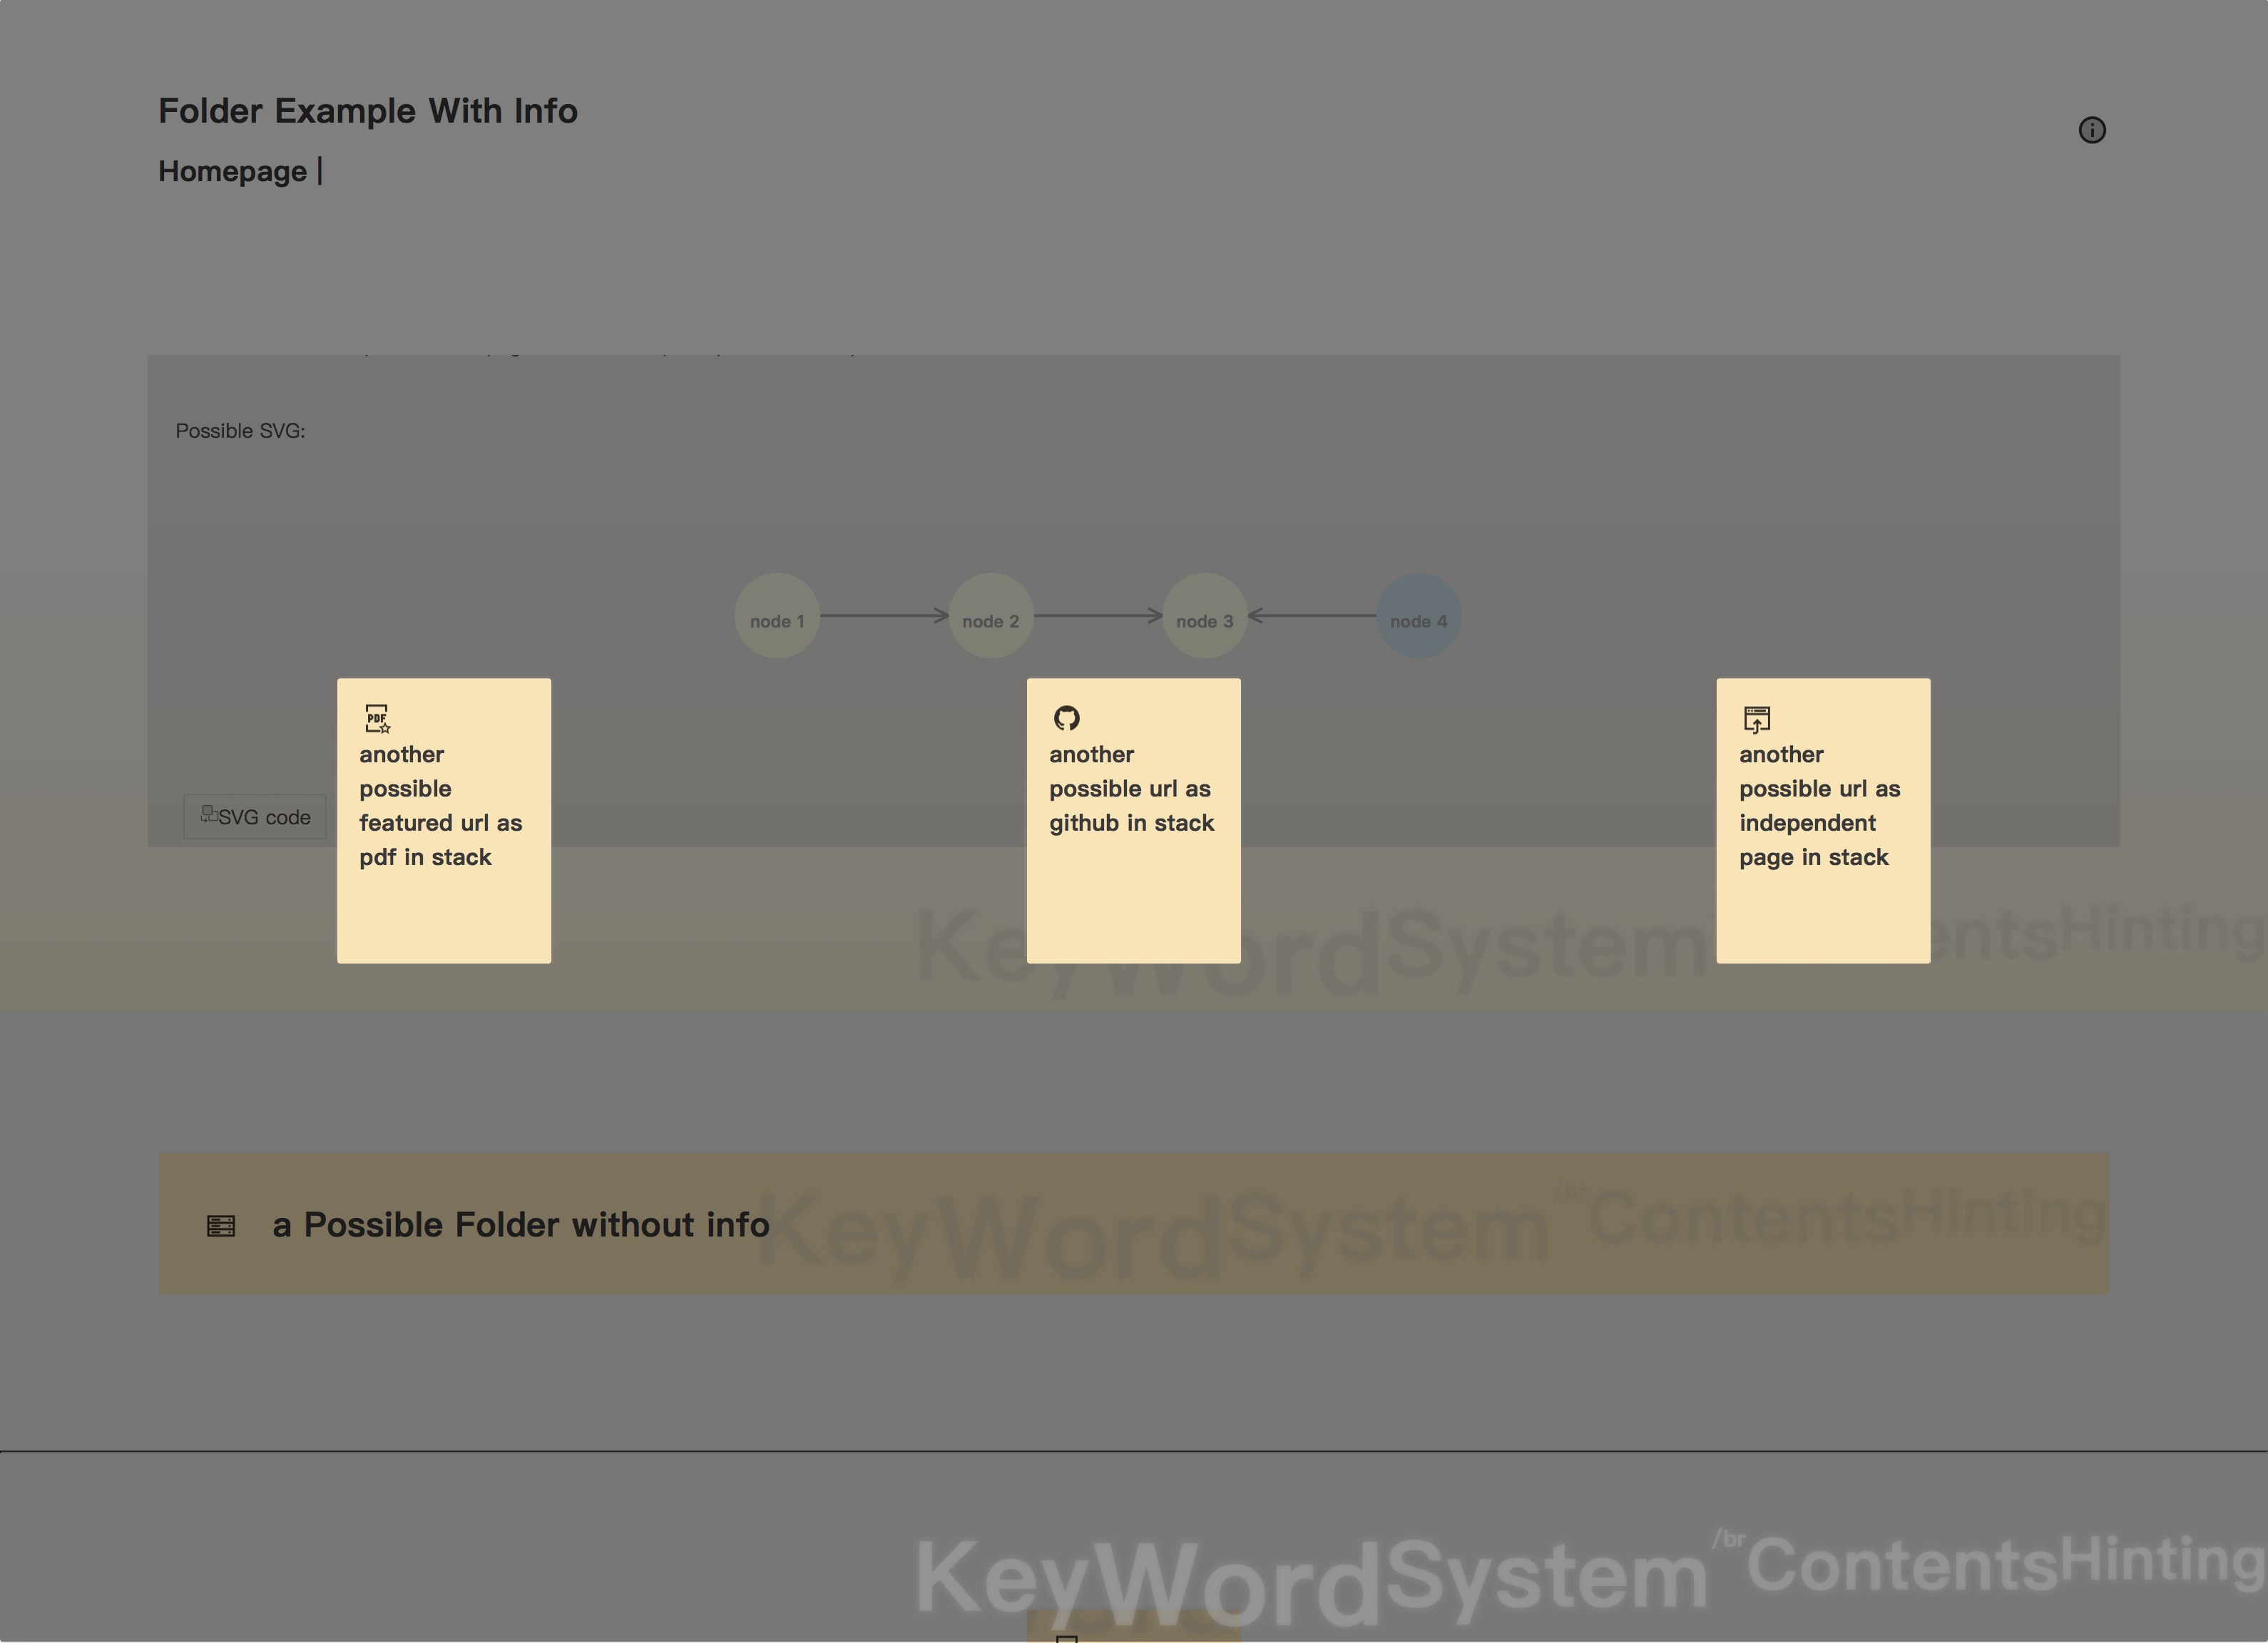 Folder Example With Info
Homepage |
Possible SVG:
node 1
node 2
node 3
node 4
PDF
another
possible
featured url as
pdf in stack
another
possible url as
github in stack
another
possible url as
independent
page in stack
SVG code
KeyWordSystem entsHinting
a Possible Folder without info
KeyWordSystem /br ContentsHinting
KeyWordSystem /br ContentsHinting